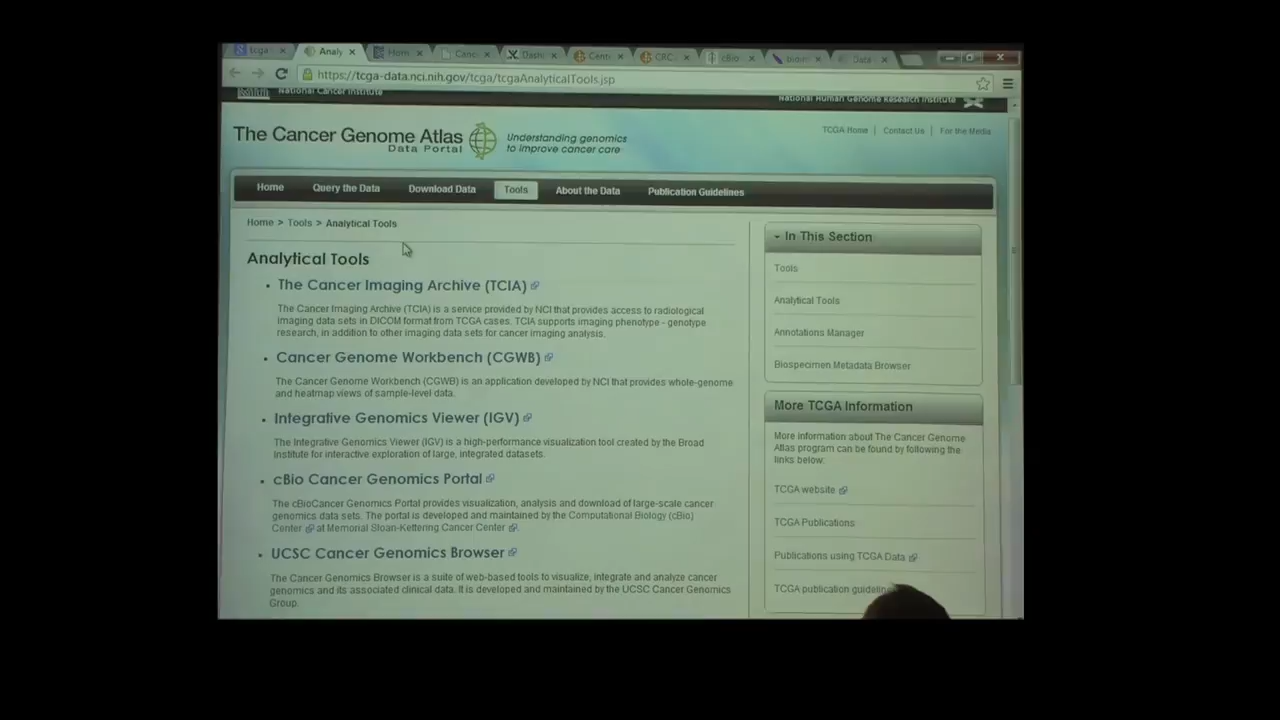 tcga
Analy
Hom
Canc
Dashi
Centr
CRC
cBio
Data
https://tcga-data.nci.nih.gov/tcga/tcgaAnalyticalTools.jsp
National Cancer Institute
National Human Genome Research Institute
The Cancer Genome Atlas
Data Portal
Understanding genomics
to improve cancer care
TCGA Home | Contact Us | For the Media
Home Query the Data Download Data Tools About the Data Publication Guidelines
Home > Tools > Analytical Tools
Analytical Tools
• The Cancer Imaging Archive (TCIA)
The Cancer Imaging Archive (TCIA) is a service provided by NCI that provides access to radiological
imaging data sets in DICOM format from TCGA cases. TCIA supports imaging phenotype - genotype
research, in addition to other imaging data sets for cancer imaging analysis.
• Cancer Genome Workbench (CGWB)
The Cancer Genome Workbench (CGWB) is an application developed by NCI that provides whole-genome
and heatmap views of sample-level data.
• Integrative Genomics Viewer (IGV)
The Integrative Genomics Viewer (IGV) is a high-performance visualization tool created by the Broad
Institute for interactive exploration of large, integrated datasets.
• cBio Cancer Genomics Portal
The cBioCancer Genomics Portal provides visualization, analysis and download of large-scale cancer
genomics data sets. The portal is developed and maintained by the Computational Biology (cBio)
Center at Memorial Sloan-Kettering Cancer Center.
• UCSC Cancer Genomics Browser
The Cancer Genomics Browser is a suite of web-based tools to visualize, integrate and analyze cancer
genomics and its associated clinical data. It is developed and maintained by the UCSC Cancer Genomics
Group.
In This Section
Tools
Analytical Tools
Annotations Manager
Biospecimen Metadata Browser
More TCGA Information
More information about The Cancer Genome
Atlas program can be found by following the
links below:
TCGA website
TCGA Publications
Publications using TCGA Data
TCGA publication guideline